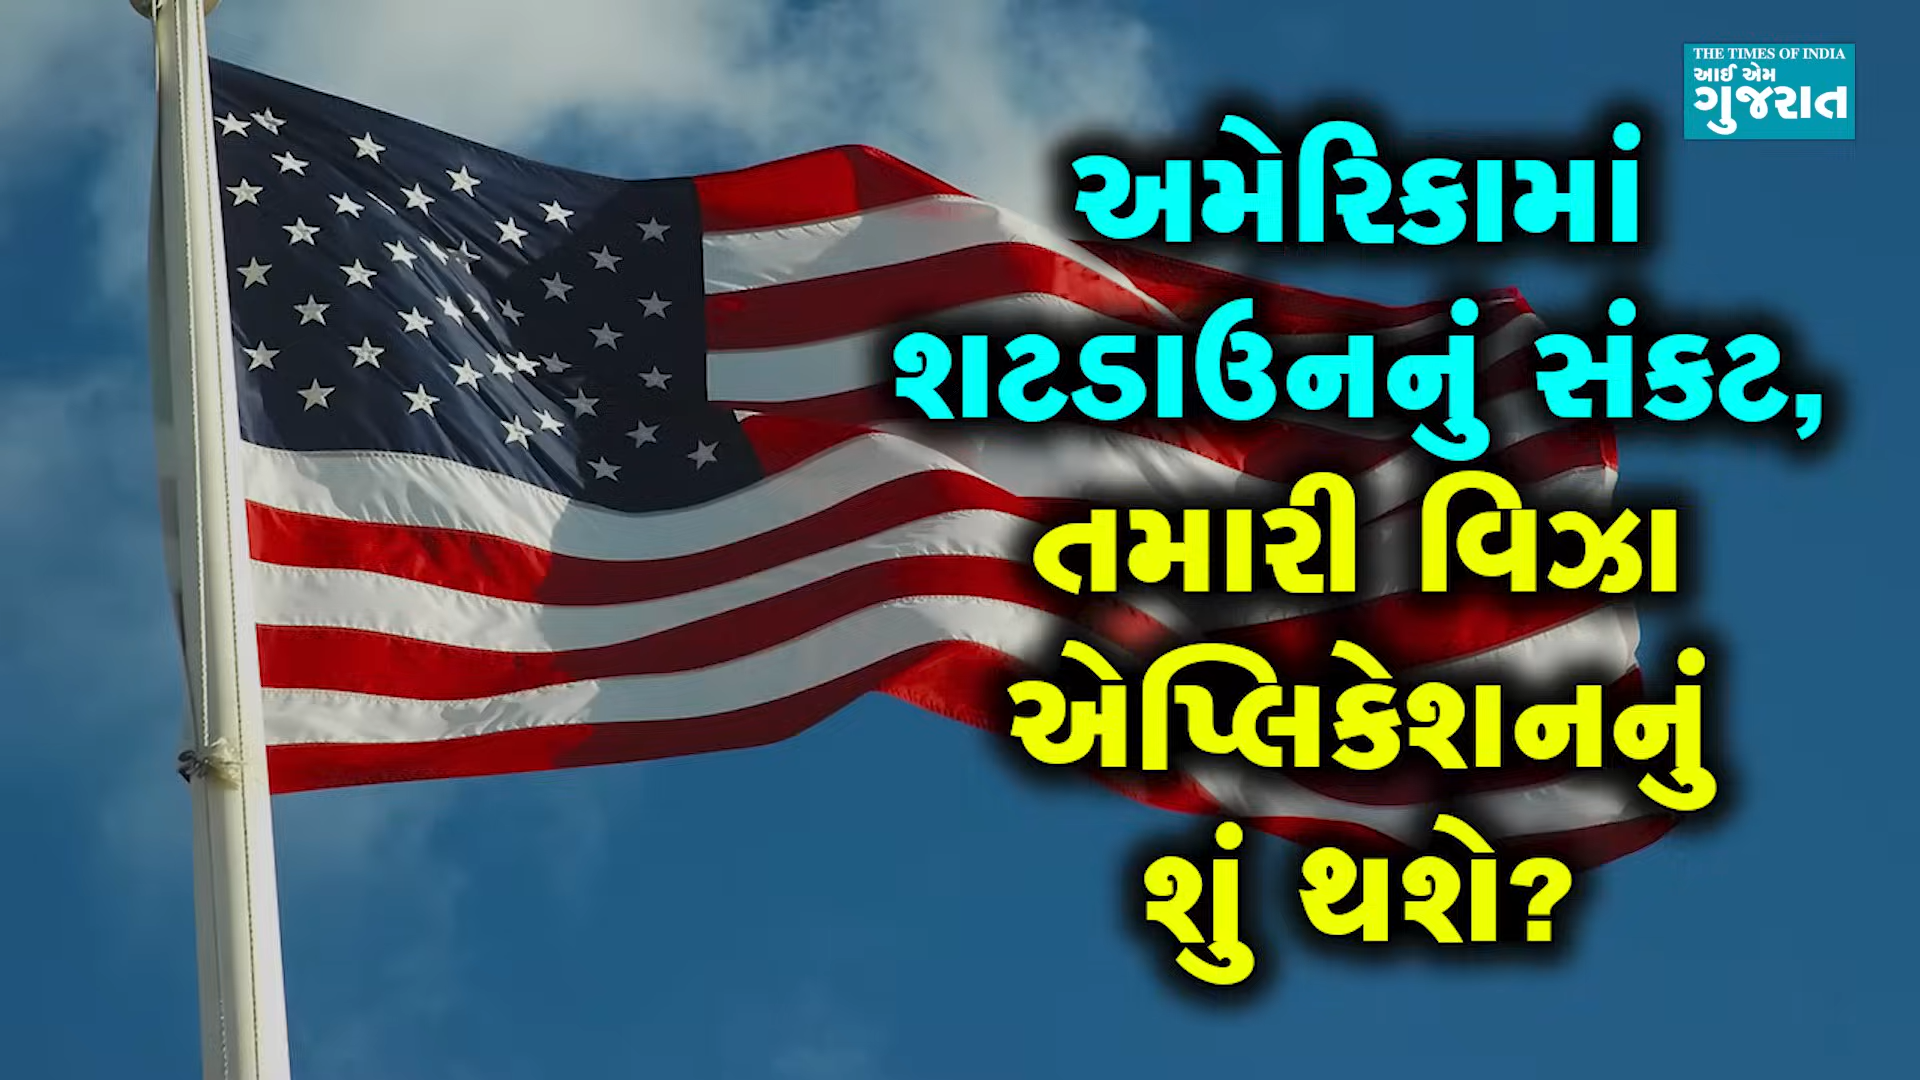 THE TIMES OF INDIA
આઈ એમ
ગુજરાત
અમેરિકામાં
શટડાઉનનું સંકટ,
તમારી વિઝા
એપ્લિકેશનનું
શું થશે?